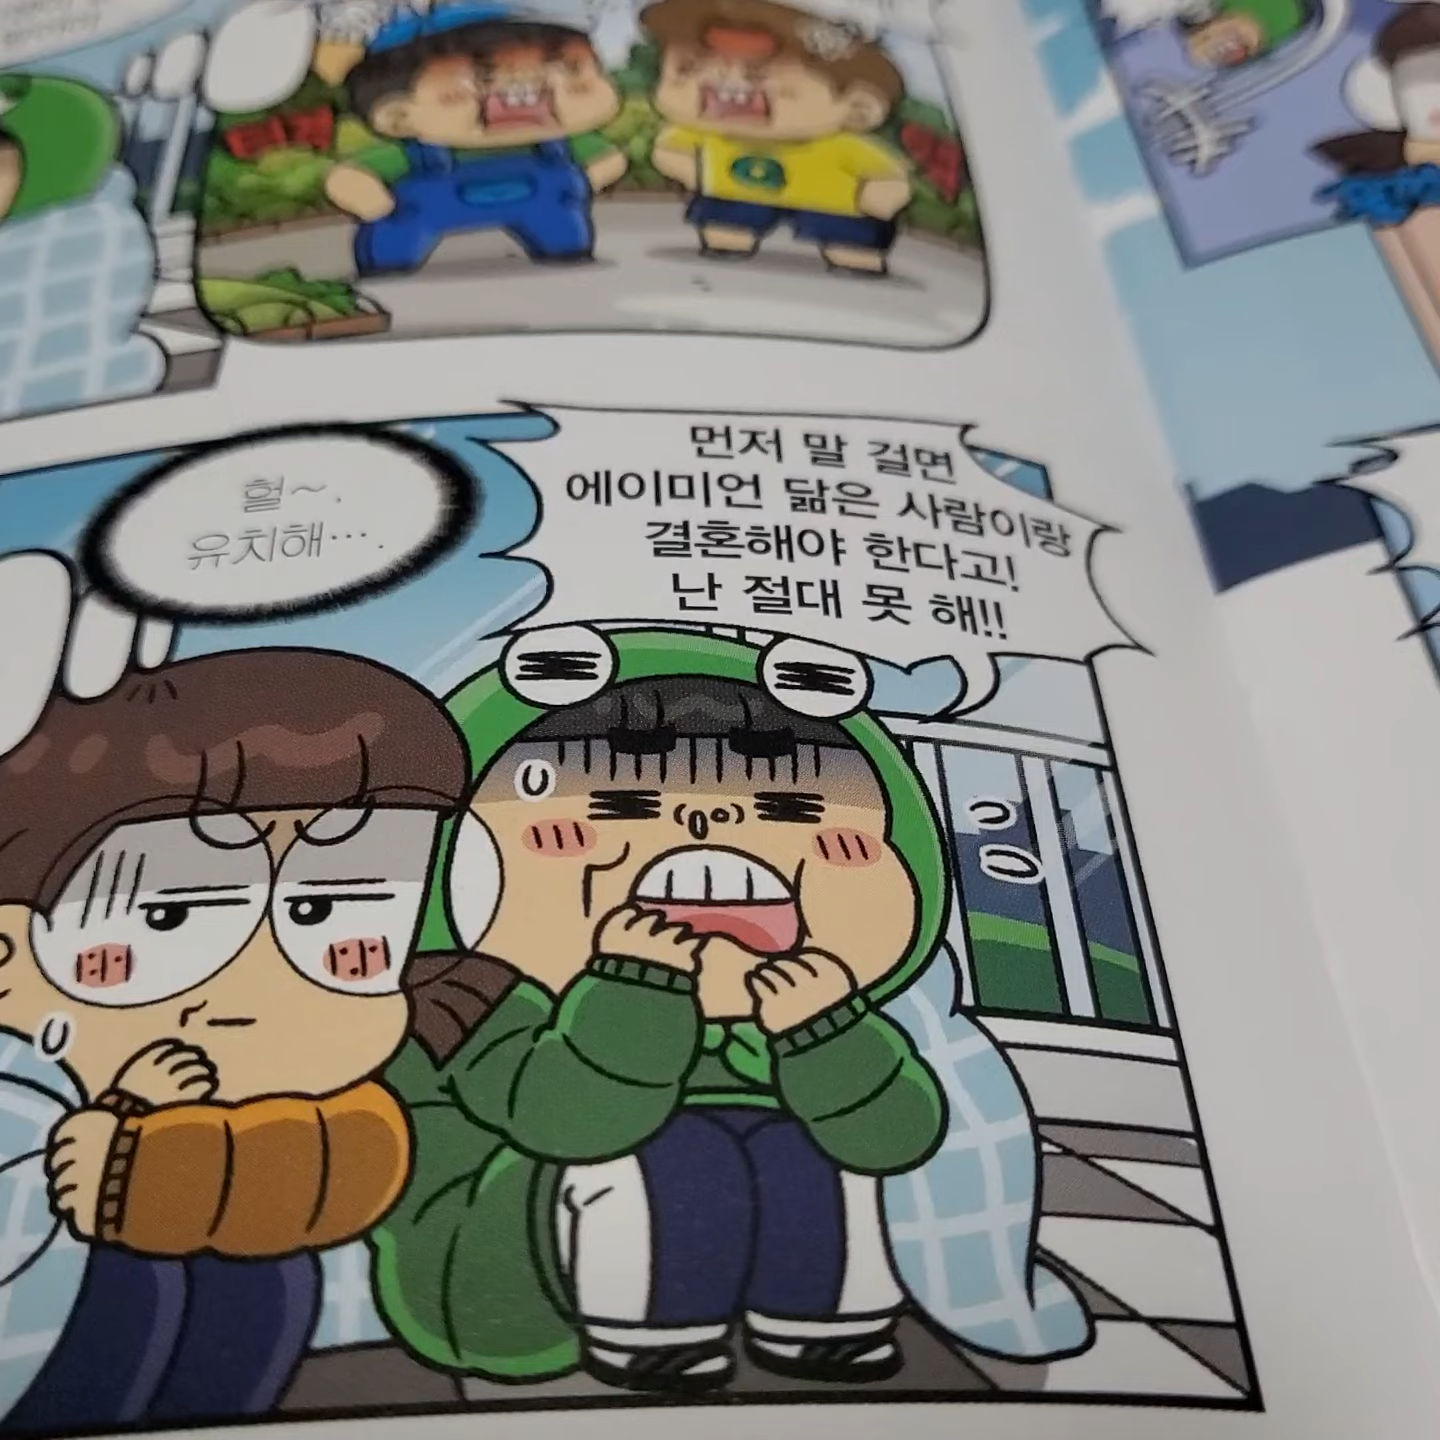 헐~.
유치해….
먼저 말 걸면
에이미언 닮은 사람이랑
결혼해야 한다고!
난 절대 못 해!!